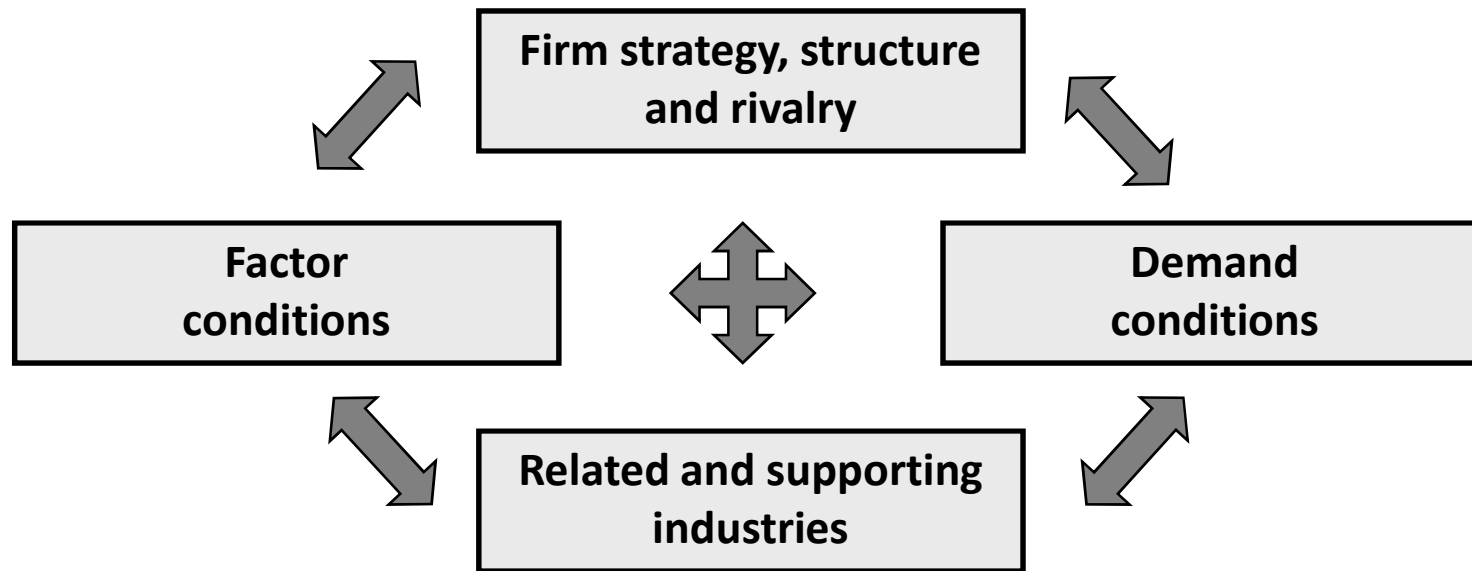 Firm strategy, structure
and rivalry
Factor
conditions
Demand
conditions
Related and supporting
industries